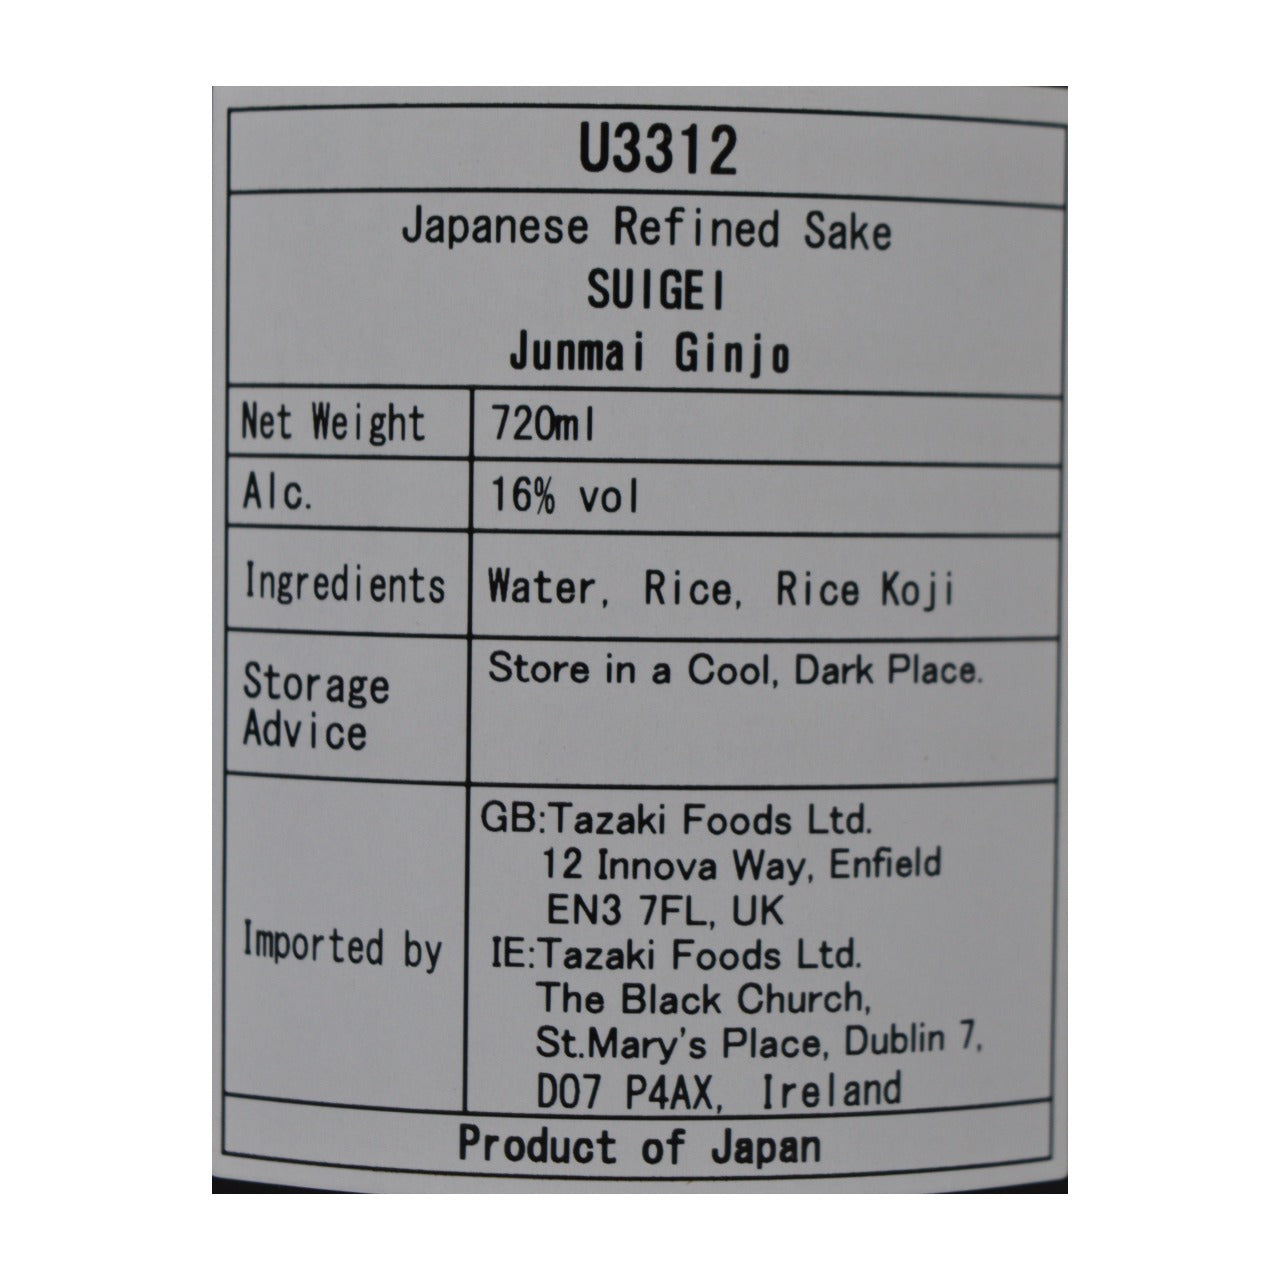 U3312
Japanese Refined Sake
SUIGEI
Junmai Ginjo
Net Weight 720ml
Alc. 16% vol
Ingredients Water, Rice, Rice Koji
Storage Advice
Store in a Cool, Dark Place.
Imported by
GB:Tazaki Foods Ltd.
12 Innova Way, Enfield
EN3 7FL, UK
IE:Tazaki Foods Ltd.
The Black Church,
St.Mary's Place, Dublin 7,
D07 P4AX, Ireland
Product of Japan